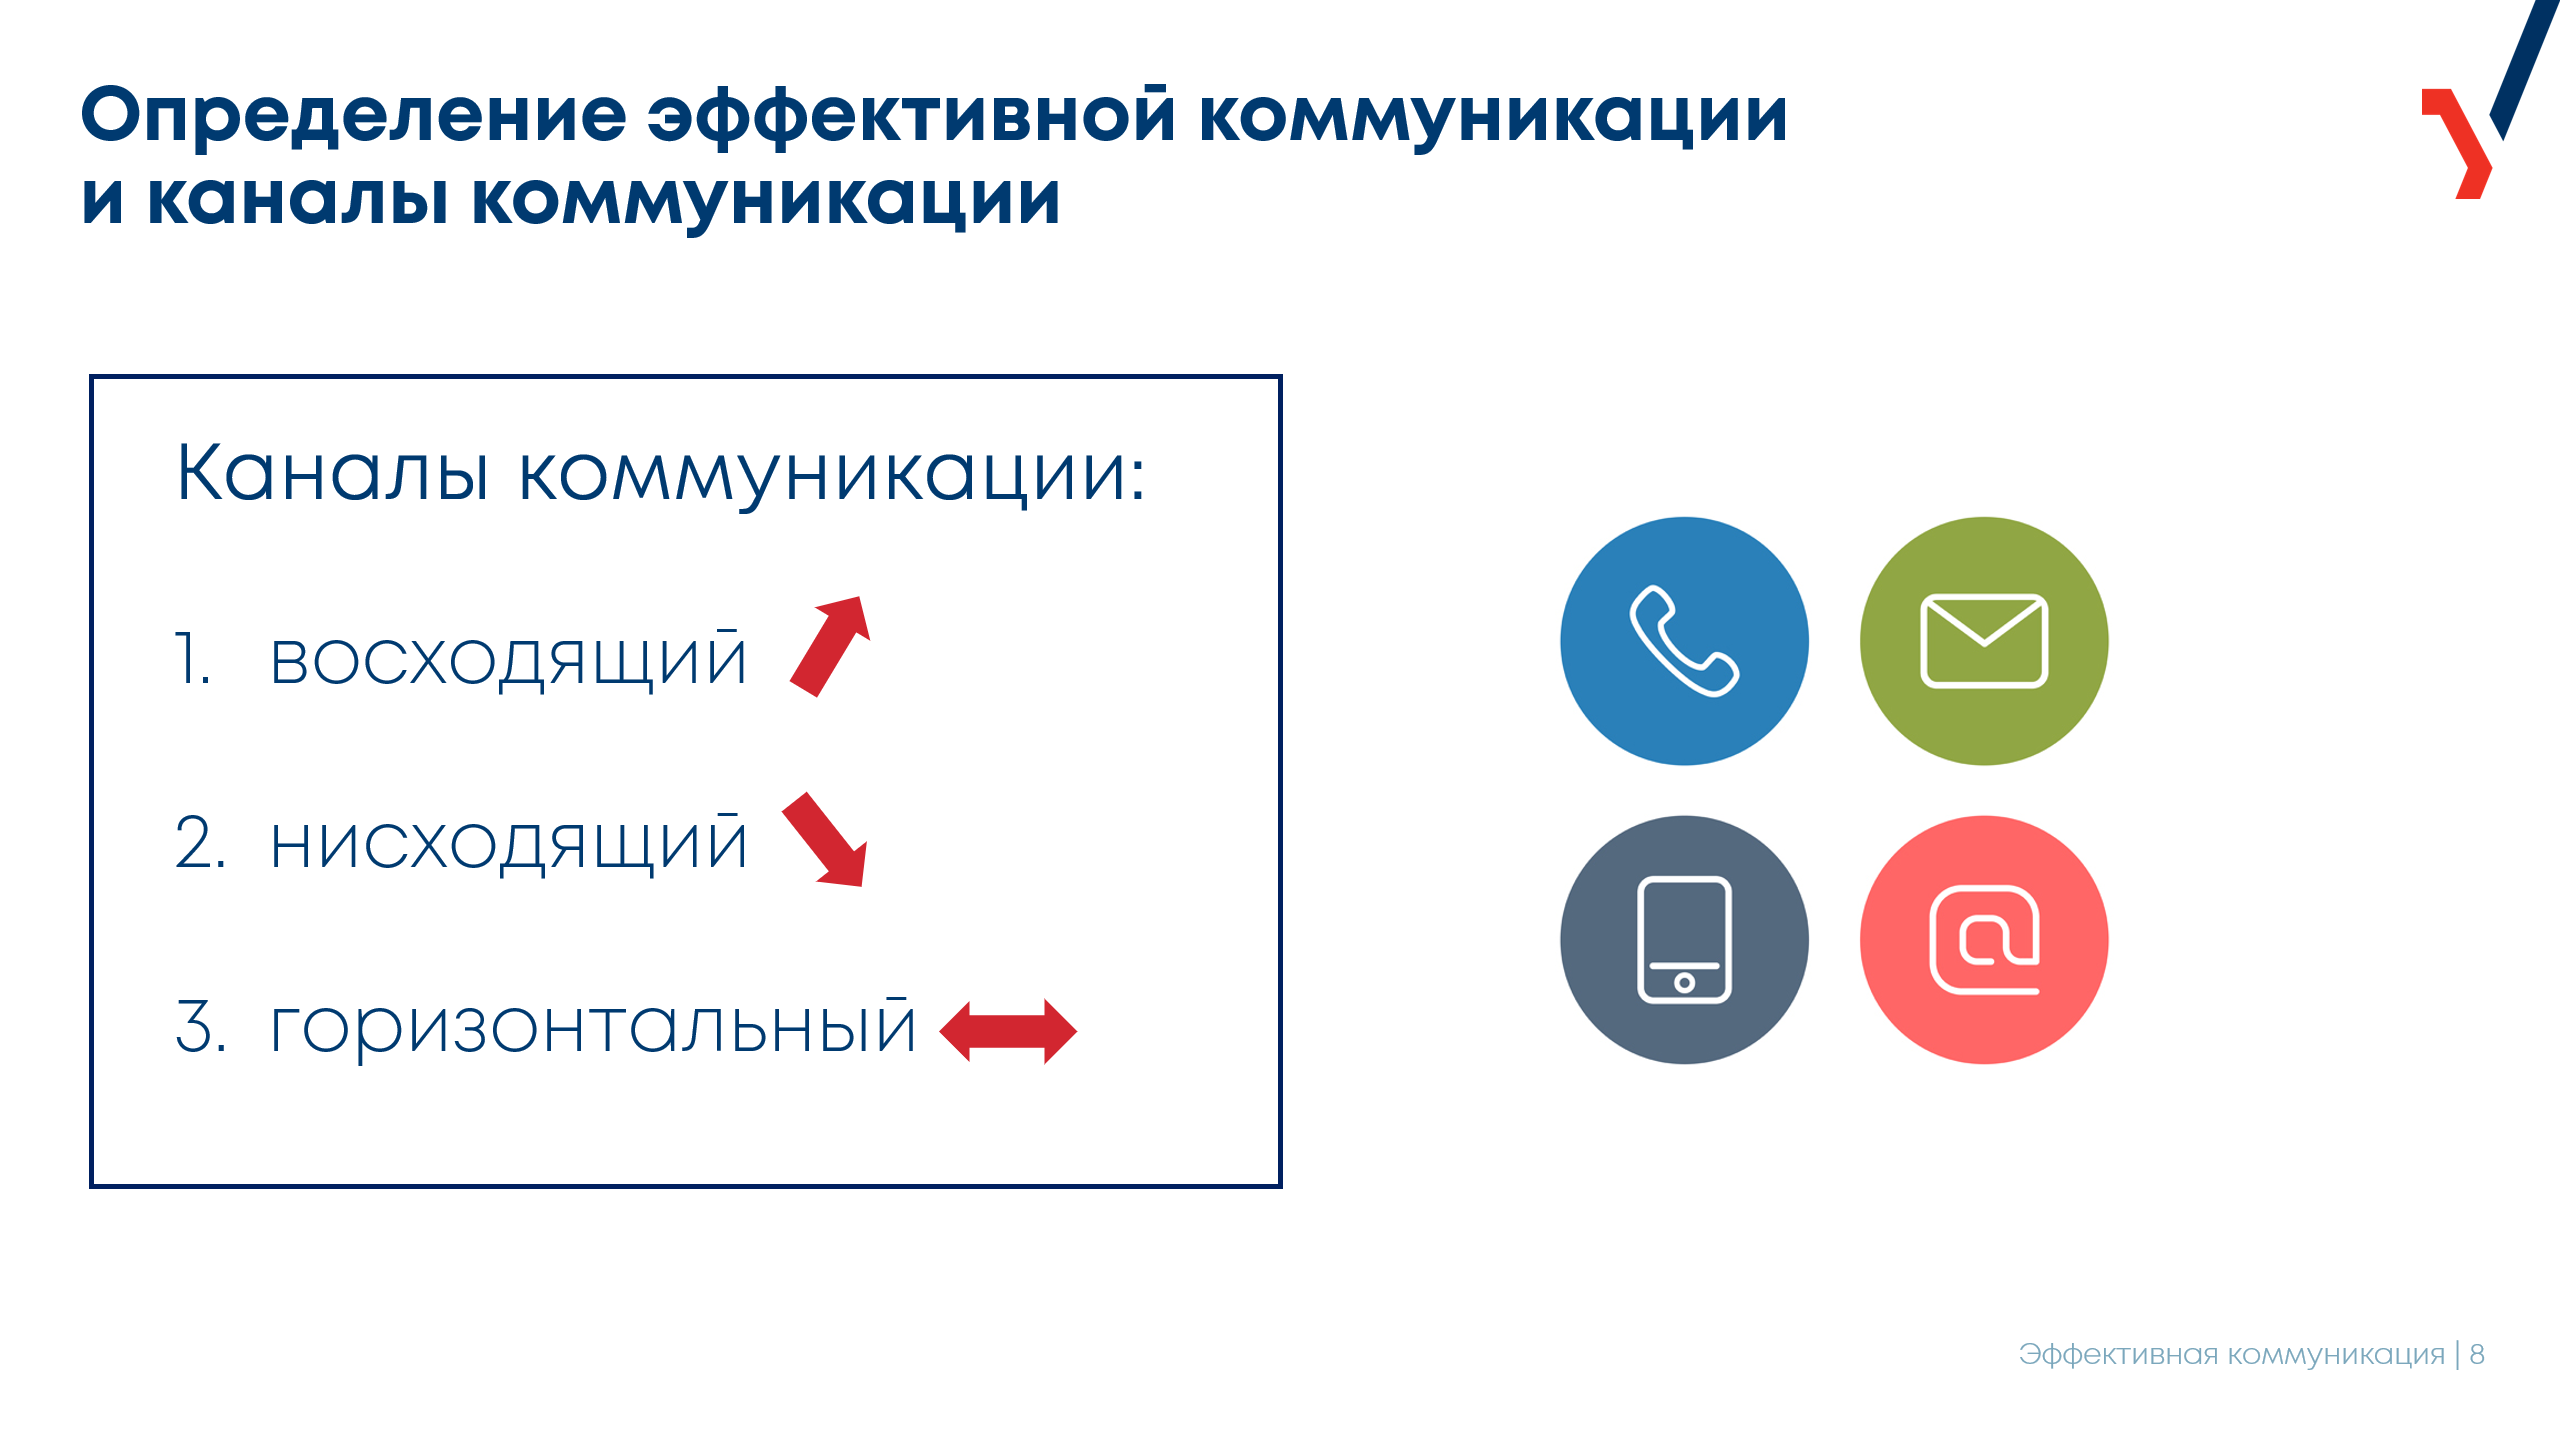 Определение эффективной коммуникации
и каналы коммуникации
Каналы коммуникации:
1. восходящий
2. нисходящий
3. горизонтальный
Эффективная коммуникация | 8